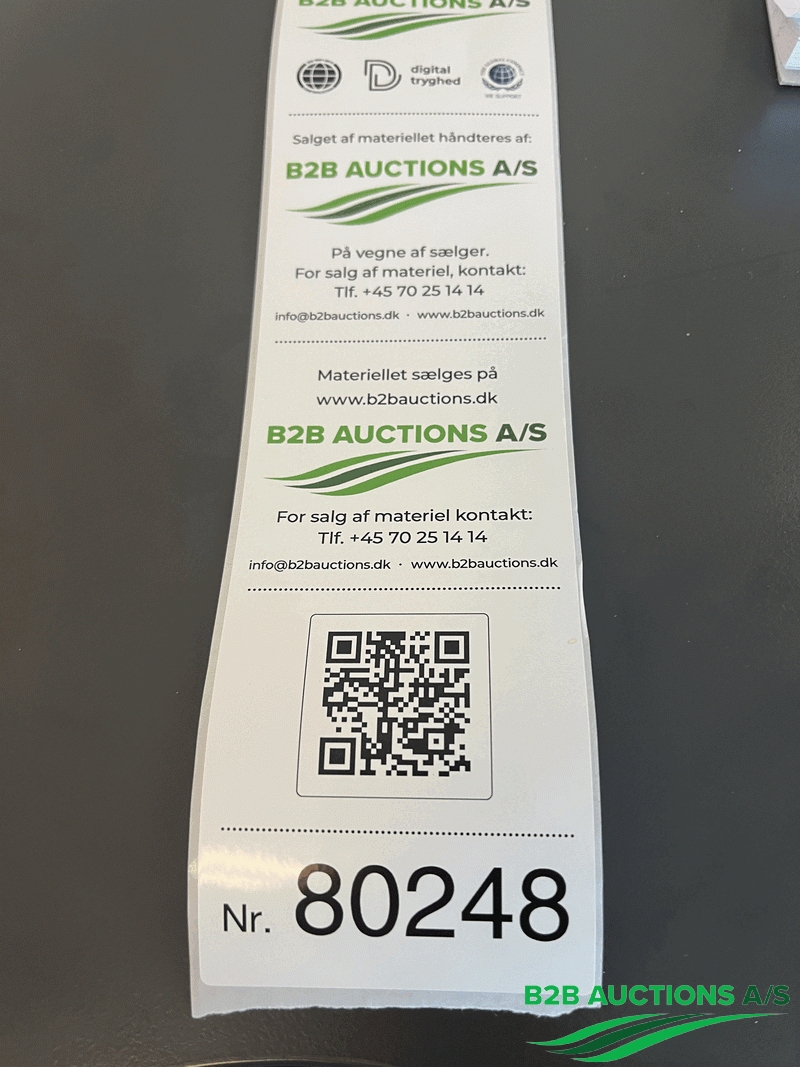 B2B AUCTIONS A/S
digital
tryghed
WE SUPPORT
Salget af materiellet håndteres af:
B2B AUCTIONS A/S
På vegne af sælger.
For salg af materiel, kontakt:
Tlf. +45 70 25 14 14
info@b2bauctions.dk · www.b2bauctions.dk
Materiellet sælges på
www.b2bauctions.dk
B2B AUCTIONS A/S
For salg af materiel kontakt:
Tlf. +45 70 25 14 14
info@b2bauctions.dk · www.b2bauctions.dk
Nr. 80248
B2B AUCTIONS A/S